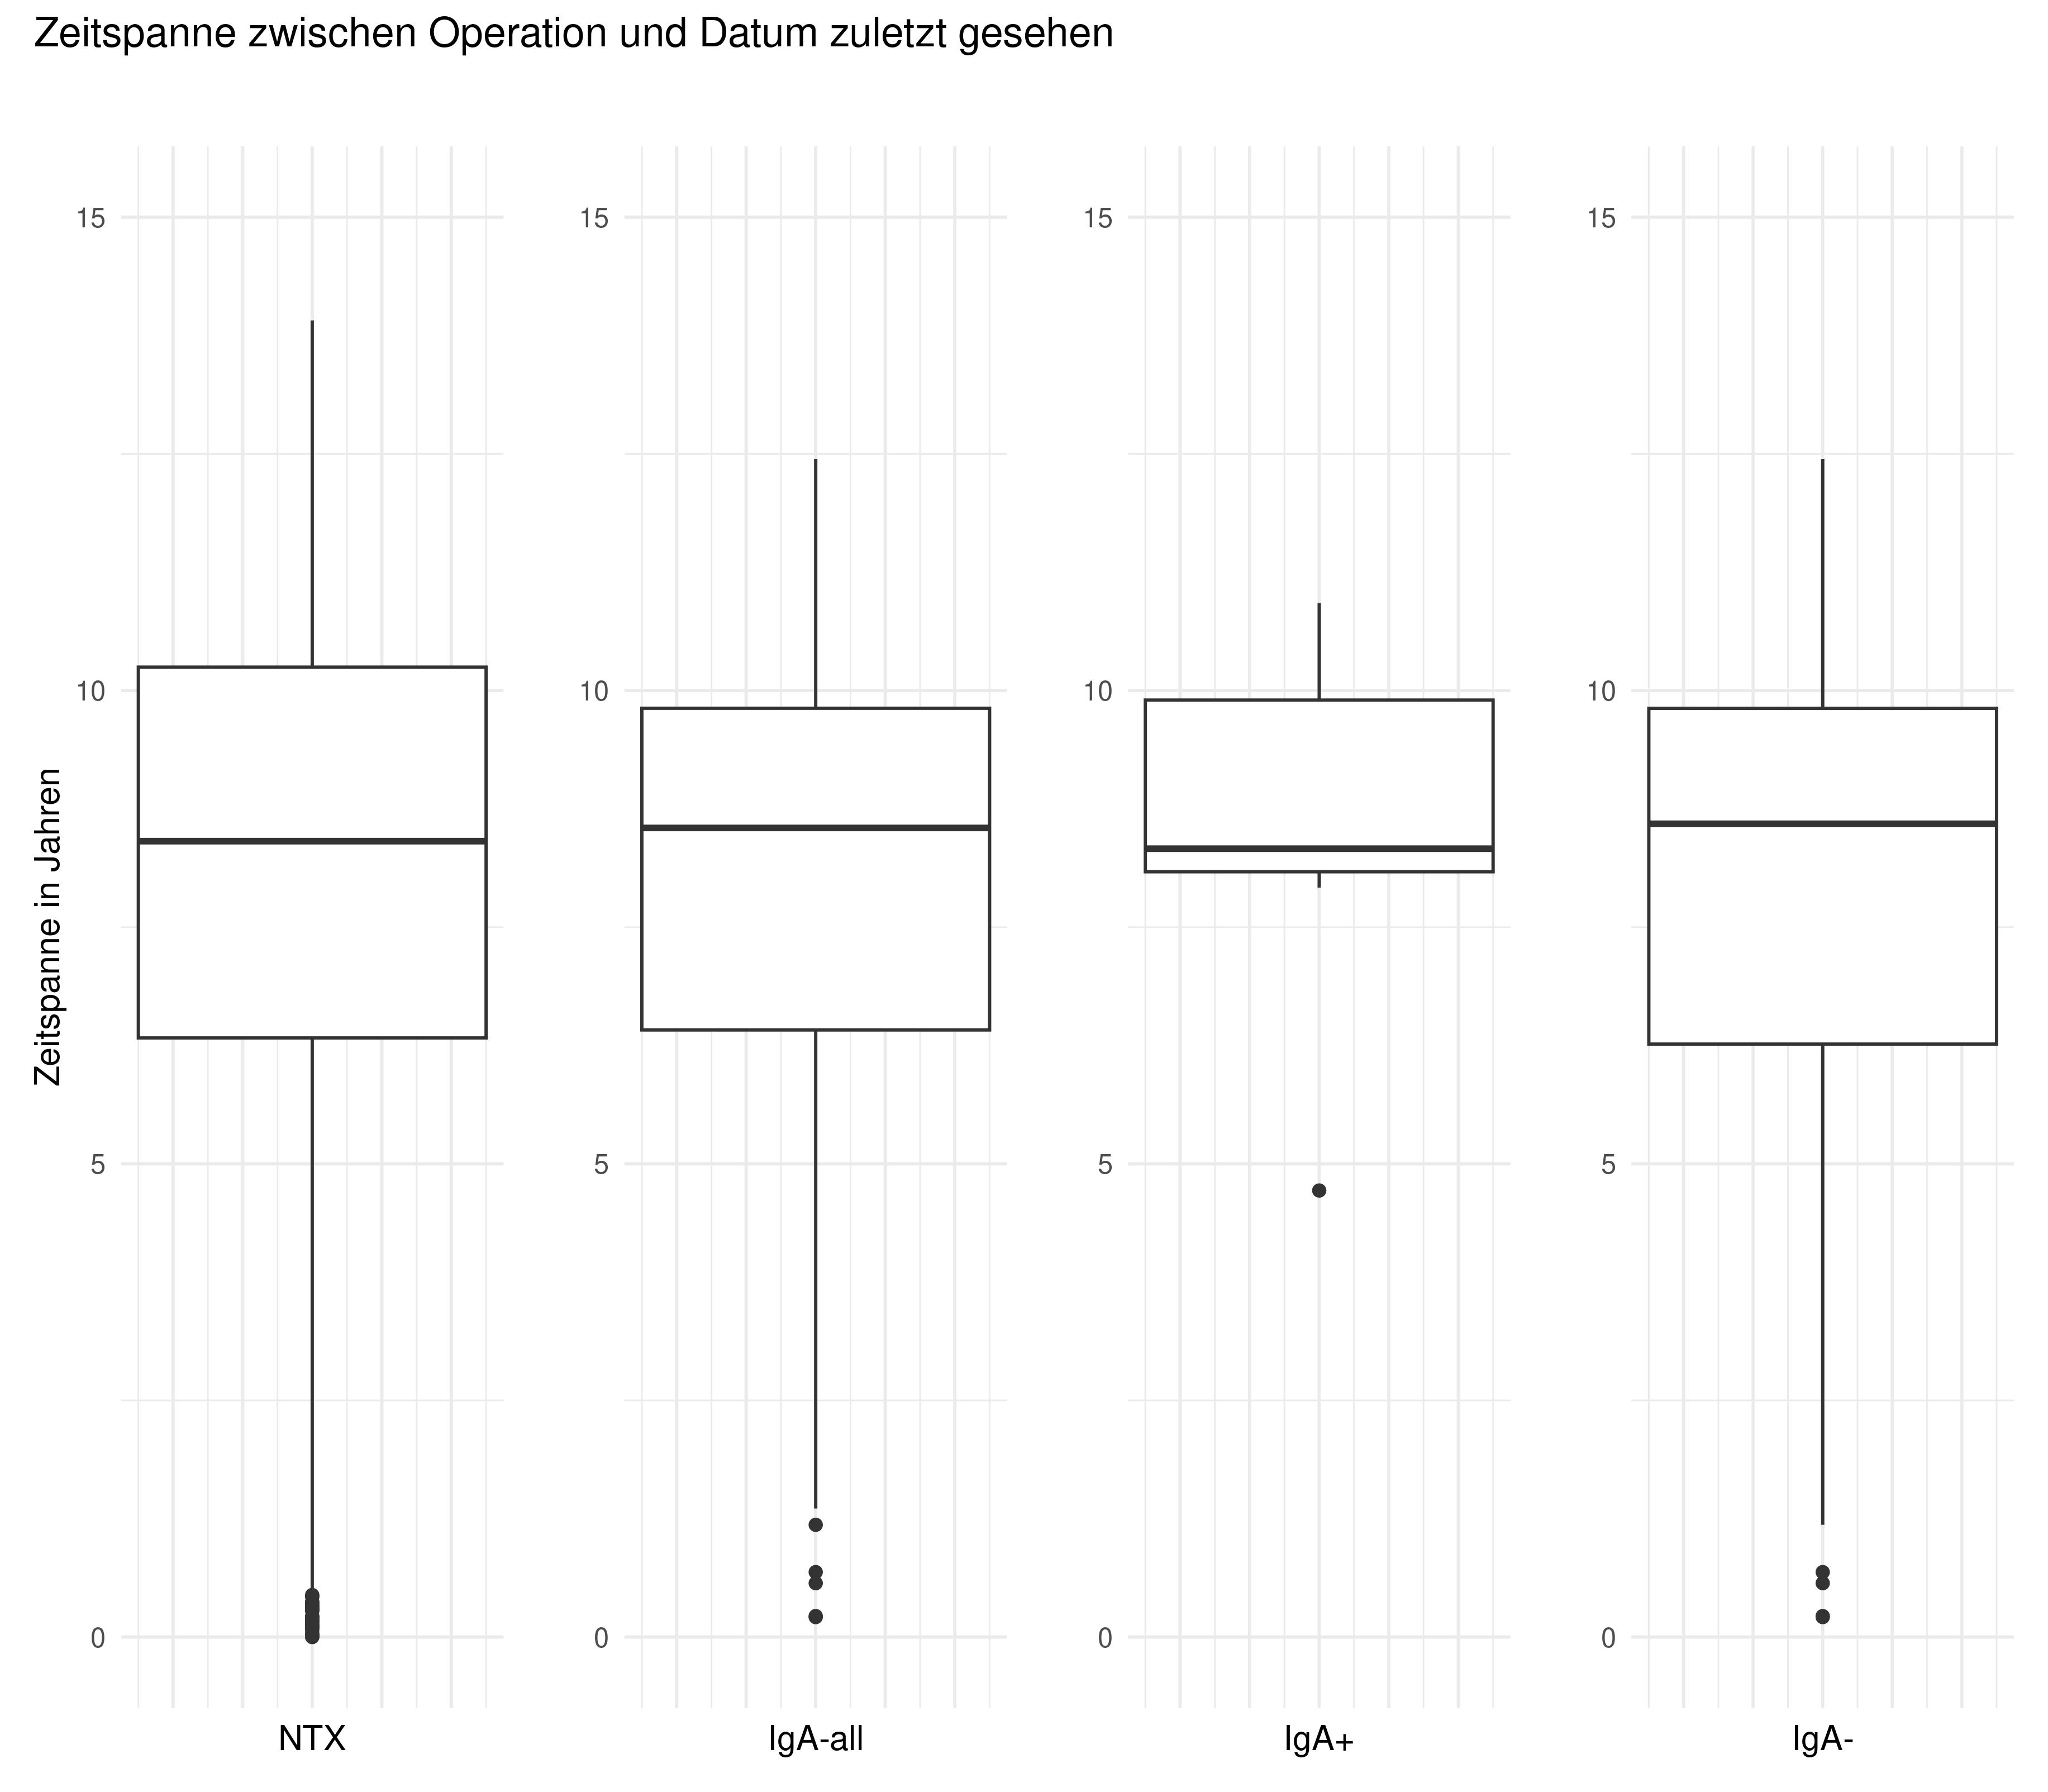 Zeitspanne zwischen Operation und Datum zuletzt gesehen
Zeitspanne in Jahren
15
10
5
0
NTX
15
10
5
0
IgA-all
15
10
5
0
IgA+
15
10
5
0
IgA-